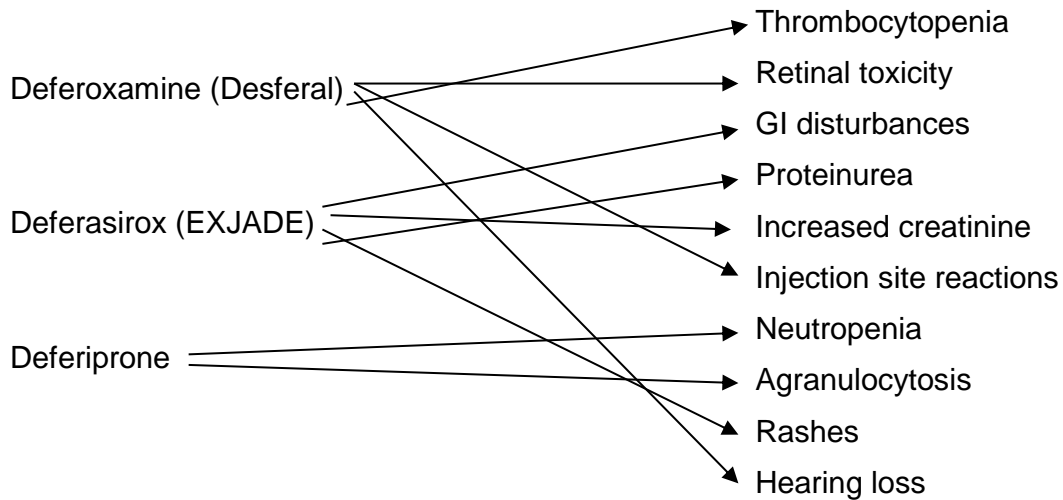 Deferoxamine (Desferal)
Deferasirox (EXJADE)
Deferiprone
Thrombocytopenia
Retinal toxicity
GI disturbances
Proteinurea
Increased creatinine
Injection site reactions
Neutropenia
Agranulocytosis
Rashes
Hearing loss